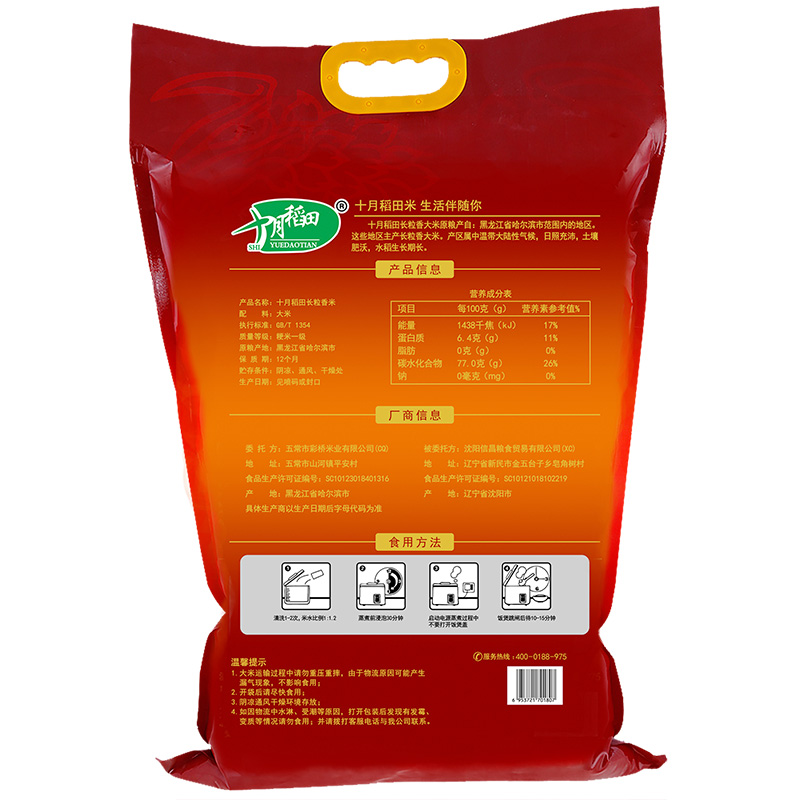 十月稻田
SHI YUEDAOTIAN
®
十月稻田米 生活伴随你
十月稻田长粒香大米原粮产自：黑龙江省哈尔滨市范围内的地区。
这些地区主产长粒香大米。产区属中温带大陆性气候，日照充沛，土壤
肥沃，水稻生长期长。
产品信息
产品名称：十月稻田长粒香米
配 料：大米
执行标准：GB/T 1354
质量等级：粳米一级
原粮产地：黑龙江省哈尔滨市
保 质 期：12个月
贮存条件：阴凉、通风、干燥处
生产日期：见喷码或封口
营养成分表
项目 每100克（g） 营养素参考值%
能量 1438千焦（kJ） 17%
蛋白质 6.4克（g） 11%
脂肪 0克（g） 0%
碳水化合物 77.0克（g） 26%
钠 0毫克（mg） 0%
厂商信息
委 托 方：五常市彩桥米业有限公司(CQ)
地 址：五常市山河镇平安村
食品生产许可证编号：SC10123018401316
产 地：黑龙江省哈尔滨市
具体生产商以生产日期后字母代码为准
被委托方：沈阳信昌粮食贸易有限公司(XC)
地 址：辽宁省新民市金五台子乡皂角树村
食品生产许可证编号：SC10121018102219
产 地：辽宁省沈阳市
食用方法
1
清洗1-2次，米水比例1:1.2
2
蒸煮前浸泡30分钟
3
启动电源蒸煮过程中
不要打开饭煲盖
4
饭煲跳闸后待10-15分钟
服务热线：400-0188-975
温馨提示
1. 大米运输过程中请勿重压重摔，由于物流原因可能产生
漏气现象，不影响食用；
2. 开袋后请尽快食用；
3. 阴凉通风干燥环境存放；
4. 如因物流中水淋、受潮等原因，打开包装后发现有发霉、
变质等情况请勿食用；并请拨打客服电话与我公司联系。
6 953721 701807